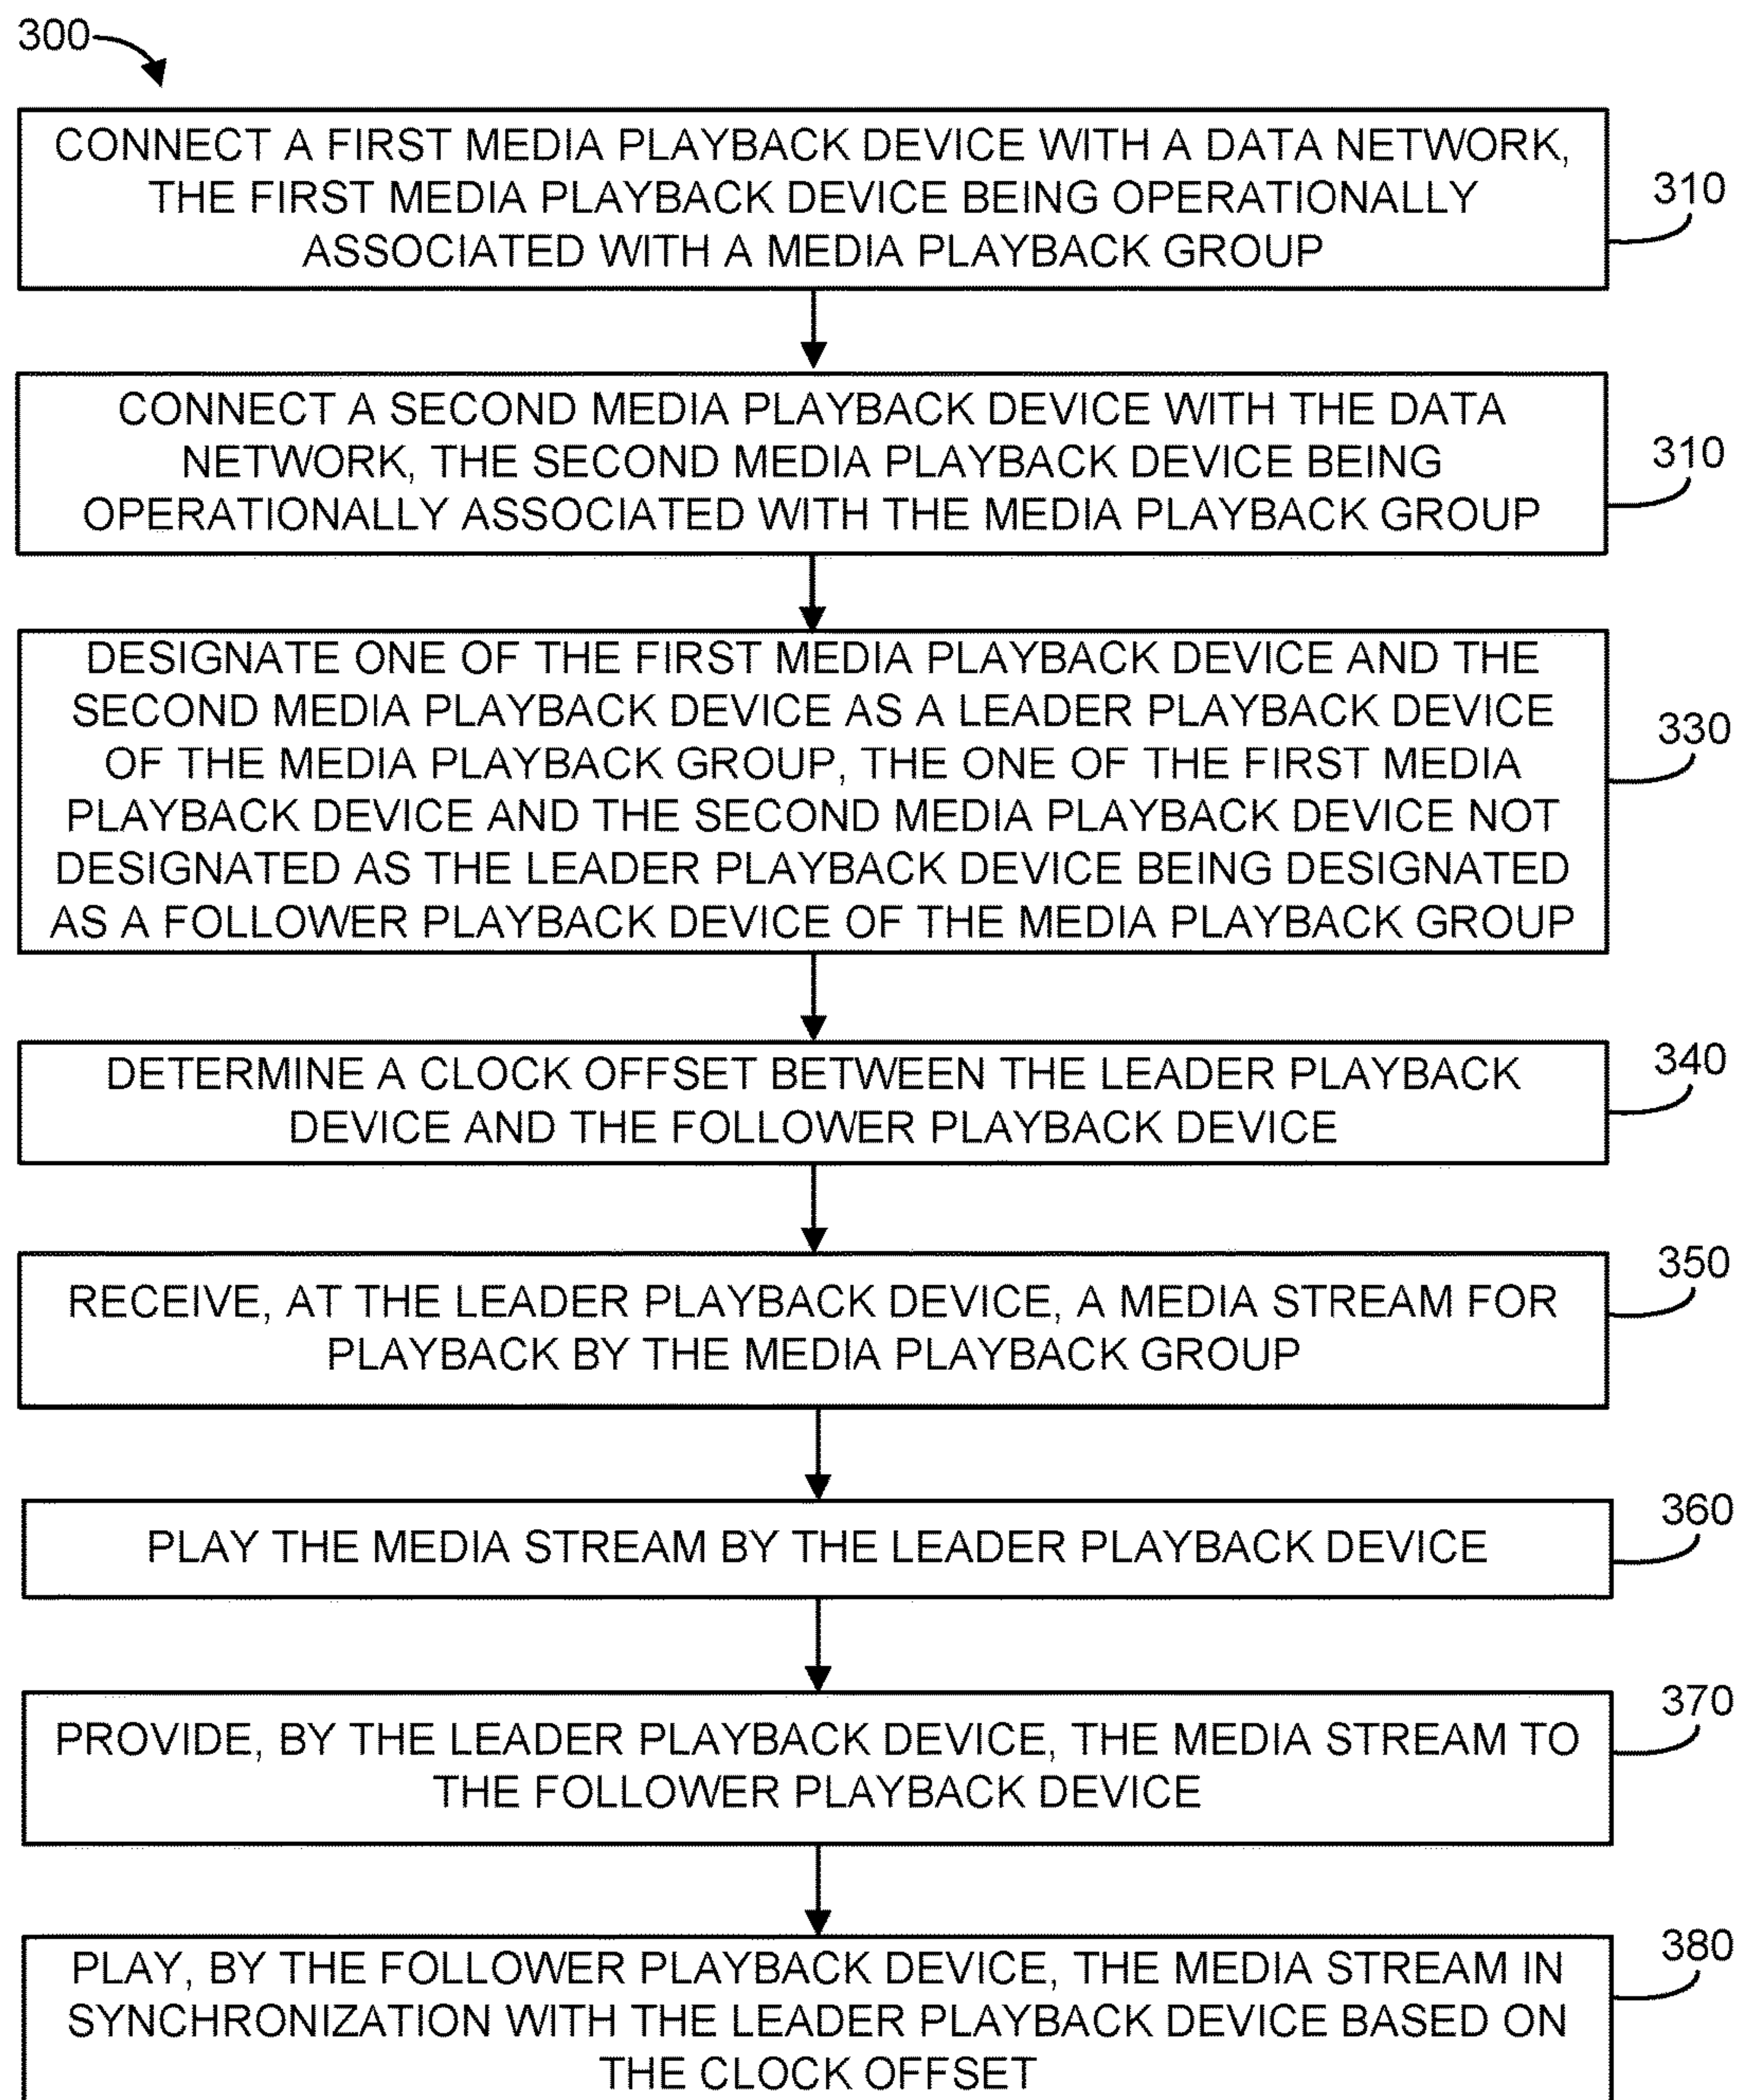 300
CONNECT A FIRST MEDIA PLAYBACK DEVICE WITH A DATA NETWORK,
THE FIRST MEDIA PLAYBACK DEVICE BEING OPERATIONALLY
ASSOCIATED WITH A MEDIA PLAYBACK GROUP
310
CONNECT A SECOND MEDIA PLAYBACK DEVICE WITH THE DATA
NETWORK, THE SECOND MEDIA PLAYBACK DEVICE BEING
OPERATIONALLY ASSOCIATED WITH THE MEDIA PLAYBACK GROUP
310
DESIGNATE ONE OF THE FIRST MEDIA PLAYBACK DEVICE AND THE
SECOND MEDIA PLAYBACK DEVICE AS A LEADER PLAYBACK DEVICE
OF THE MEDIA PLAYBACK GROUP, THE ONE OF THE FIRST MEDIA
PLAYBACK DEVICE AND THE SECOND MEDIA PLAYBACK DEVICE NOT
DESIGNATED AS THE LEADER PLAYBACK DEVICE BEING DESIGNATED
AS A FOLLOWER PLAYBACK DEVICE OF THE MEDIA PLAYBACK GROUP
330
DETERMINE A CLOCK OFFSET BETWEEN THE LEADER PLAYBACK
DEVICE AND THE FOLLOWER PLAYBACK DEVICE
340
RECEIVE, AT THE LEADER PLAYBACK DEVICE, A MEDIA STREAM FOR
PLAYBACK BY THE MEDIA PLAYBACK GROUP
350
PLAY THE MEDIA STREAM BY THE LEADER PLAYBACK DEVICE
360
PROVIDE, BY THE LEADER PLAYBACK DEVICE, THE MEDIA STREAM TO
THE FOLLOWER PLAYBACK DEVICE
370
PLAY, BY THE FOLLOWER PLAYBACK DEVICE, THE MEDIA STREAM IN
SYNCHRONIZATION WITH THE LEADER PLAYBACK DEVICE BASED ON
THE CLOCK OFFSET
380